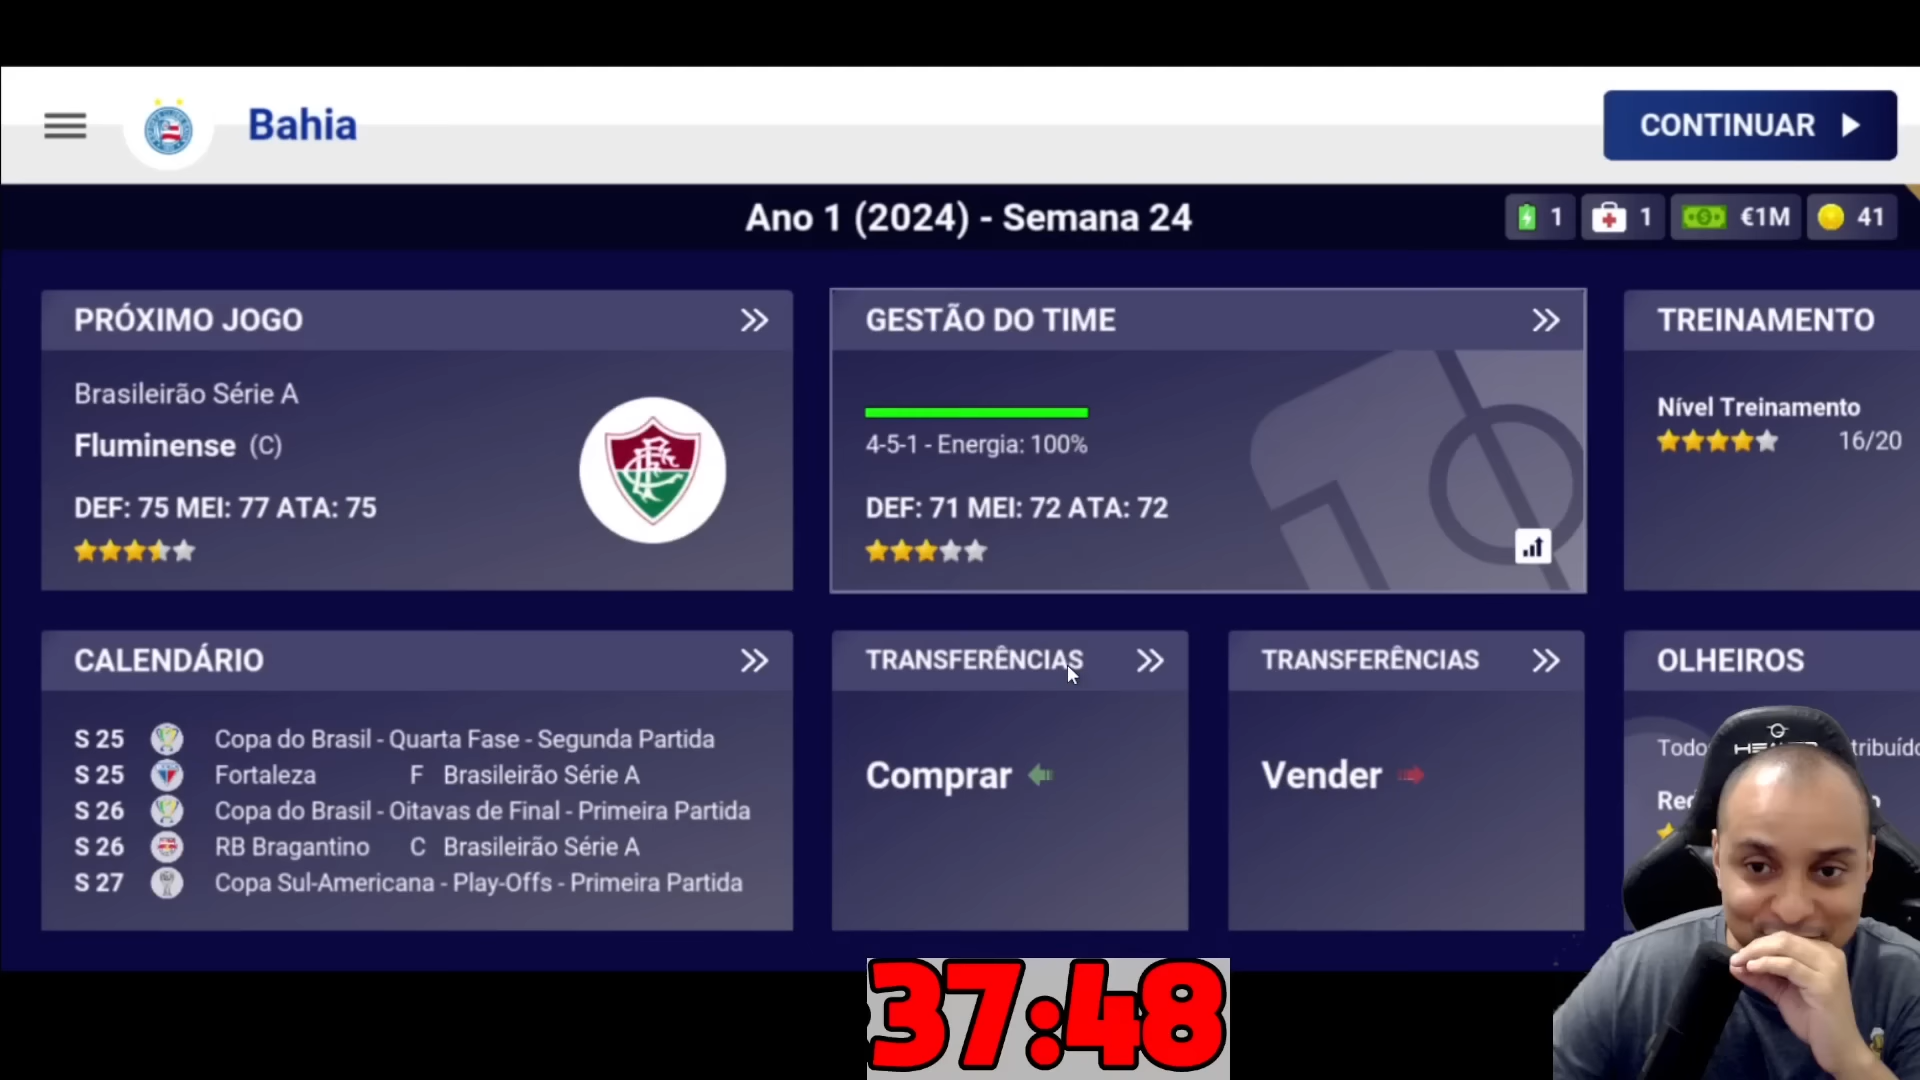 Bahia
CONTINUAR
Ano 1 (2024) - Semana 24
1
1
€1M
41
PRÓXIMO JOGO
Brasileirão Série A
Fluminense (C)
DEF: 75 MEI: 77 ATA: 75
GESTÃO DO TIME
4-5-1 - Energia: 100%
DEF: 71 MEI: 72 ATA: 72
TREINAMENTO
Nível Treinamento
16/20
CALENDÁRIO
S 25 Copa do Brasil - Quarta Fase - Segunda Partida
S 25 Fortaleza F Brasileirão Série A
S 26 Copa do Brasil - Oitavas de Final - Primeira Partida
S 26 RB Bragantino C Brasileirão Série A
S 27 Copa Sul-Americana - Play-Offs - Primeira Partida
TRANSFERÊNCIAS
Comprar
TRANSFERÊNCIAS
Vender
OLHEIROS
37:48